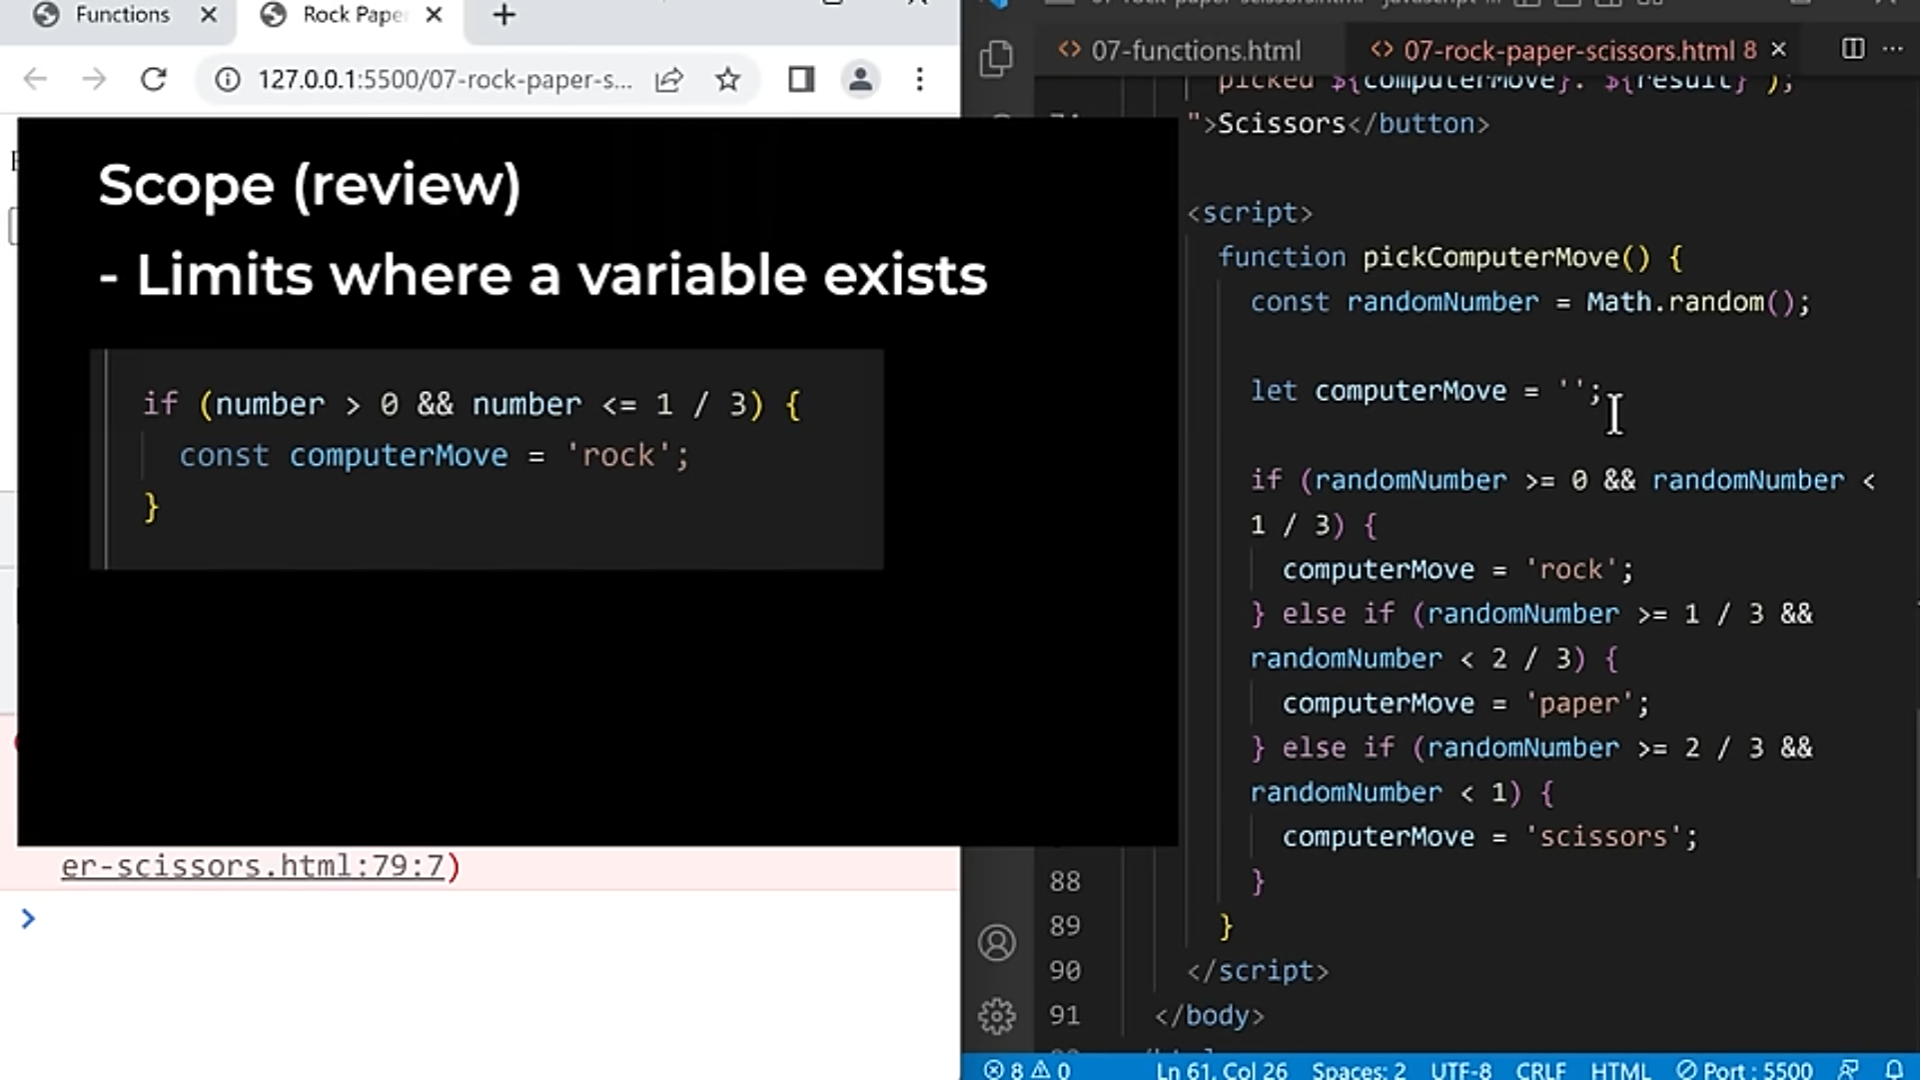 Functions
Rock Pape
127.0.0.1:5500/07-rock-paper-s...
Scope (review)
- Limits where a variable exists
if (number > 0 && number <= 1 / 3) {
const computerMove = 'rock';
}
er-scissors.html:79:7)
07-functions.html
07-rock-paper-scissors.html 8
picked ${computerMove}. ${result}`);
">Scissors</button>
<script>
function pickComputerMove() {
const randomNumber = Math.random();
let computerMove = '';
if (randomNumber >= 0 && randomNumber <
1 / 3) {
computerMove = 'rock';
} else if (randomNumber >= 1 / 3 &&
randomNumber < 2 / 3) {
computerMove = 'paper';
} else if (randomNumber >= 2 / 3 &&
randomNumber < 1) {
computerMove = 'scissors';
88 }
89 }
90 </script>
91 </body>
8 0 Ln 61, Col 26 Spaces: 2 UTF-8 CRLF HTML Port : 5500